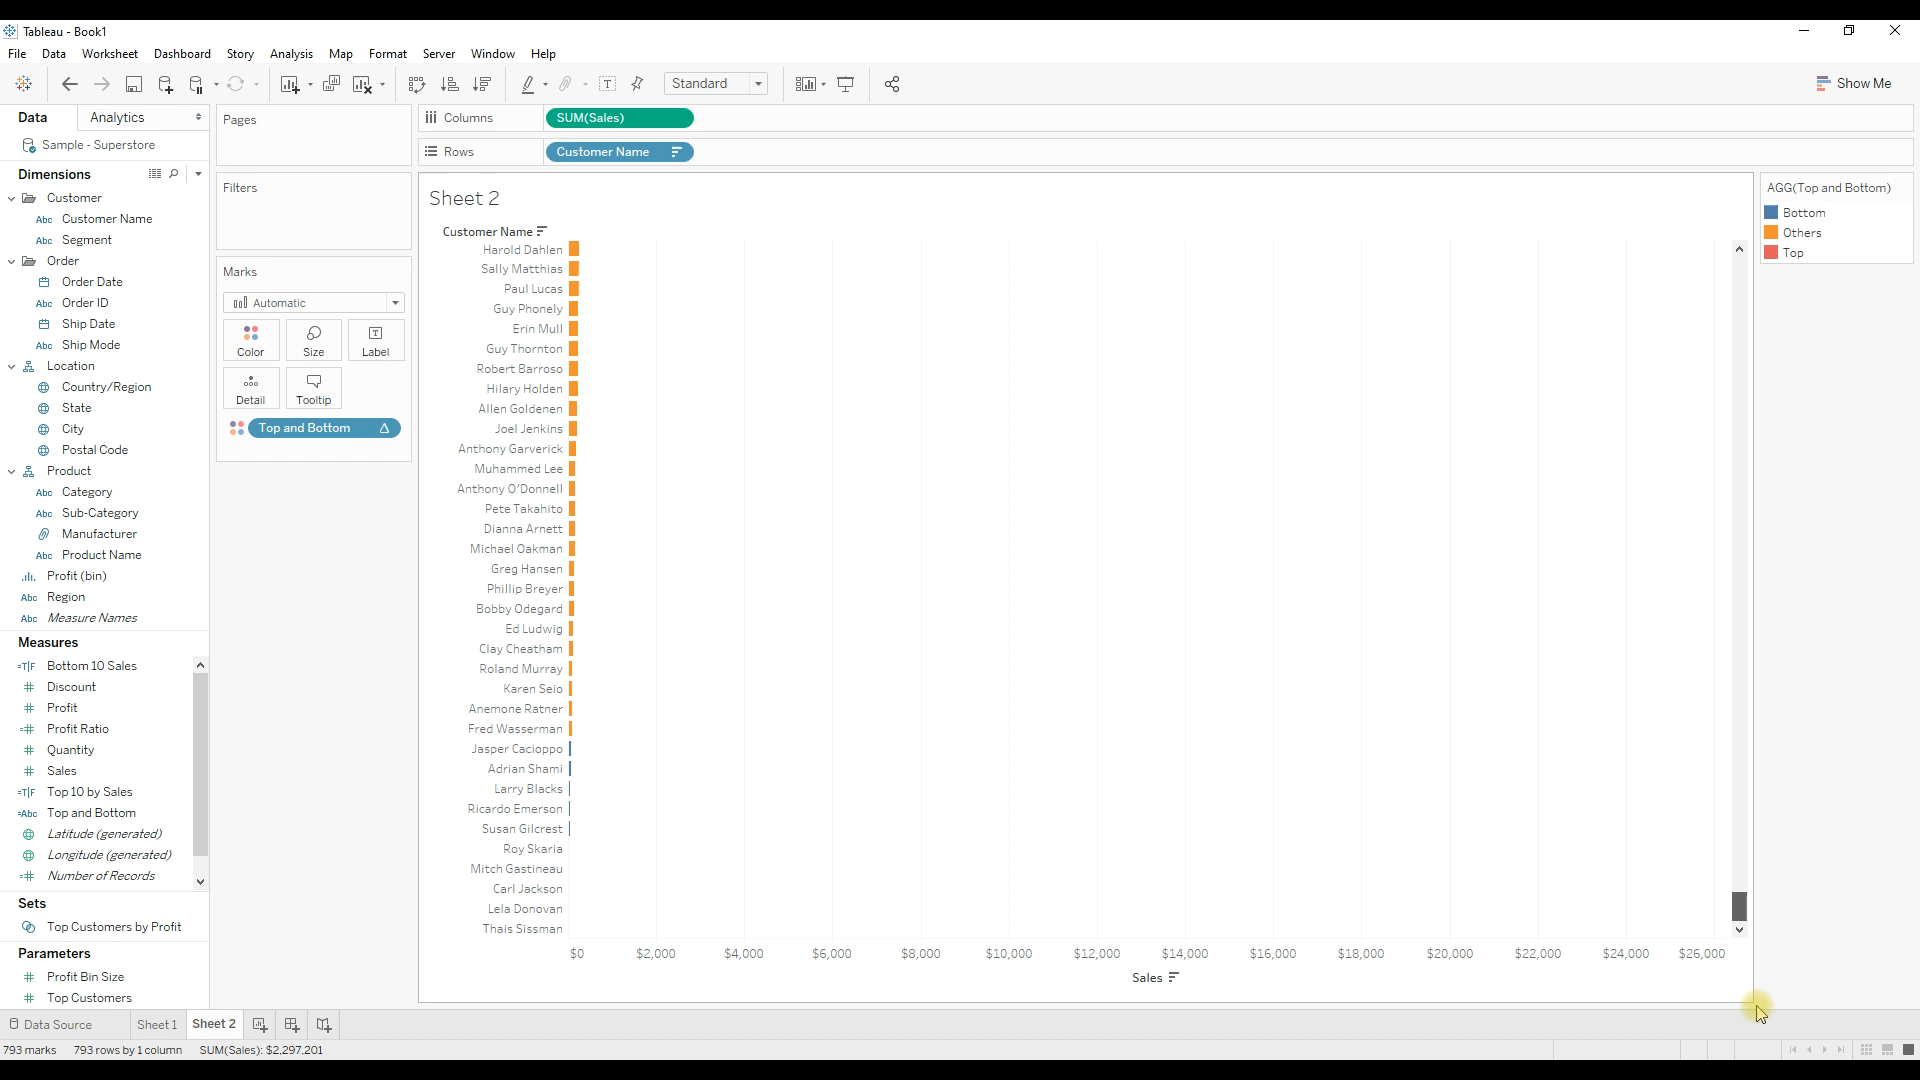 Tableau - Book1
File Data Worksheet Dashboard Story Analysis Map Format Server Window Help
Standard
Show Me
Data
Analytics
Sample - Superstore
Dimensions
Customer
Abc Customer Name
Abc Segment
Order
Order Date
Abc Order ID
Ship Date
Abc Ship Mode
Location
Country/Region
State
City
Postal Code
Product
Abc Category
Abc Sub-Category
Manufacturer
Abc Product Name
Profit (bin)
Abc Region
Abc Measure Names
Measures
=T|F Bottom 10 Sales
# Discount
# Profit
=# Profit Ratio
# Quantity
# Sales
=T|F Top 10 by Sales
=Abc Top and Bottom
Latitude (generated)
Longitude (generated)
=# Number of Records
Sets
Top Customers by Profit
Parameters
# Profit Bin Size
# Top Customers
Pages
Filters
Marks
Automatic
Color Size Label
Detail Tooltip
Top and Bottom Δ
Columns SUM(Sales)
Rows Customer Name
Sheet 2
Customer Name
Harold Dahlen
Sally Matthias
Paul Lucas
Guy Phonely
Erin Mull
Guy Thornton
Robert Barroso
Hilary Holden
Allen Goldenen
Joel Jenkins
Anthony Garverick
Muhammed Lee
Anthony O'Donnell
Pete Takahito
Dianna Arnett
Michael Oakman
Greg Hansen
Phillip Breyer
Bobby Odegard
Ed Ludwig
Clay Cheatham
Roland Murray
Karen Seio
Anemone Ratner
Fred Wasserman
Jasper Cacioppo
Adrian Shami
Larry Blacks
Ricardo Emerson
Susan Gilcrest
Roy Skaria
Mitch Gastineau
Carl Jackson
Lela Donovan
Thais Sissman
$0 $2,000 $4,000 $6,000 $8,000 $10,000 $12,000 $14,000 $16,000 $18,000 $20,000 $22,000 $24,000 $26,000
Sales
AGG(Top and Bottom)
Bottom
Others
Top
Data Source Sheet 1 Sheet 2
793 marks 793 rows by 1 column SUM(Sales): $2,297,201